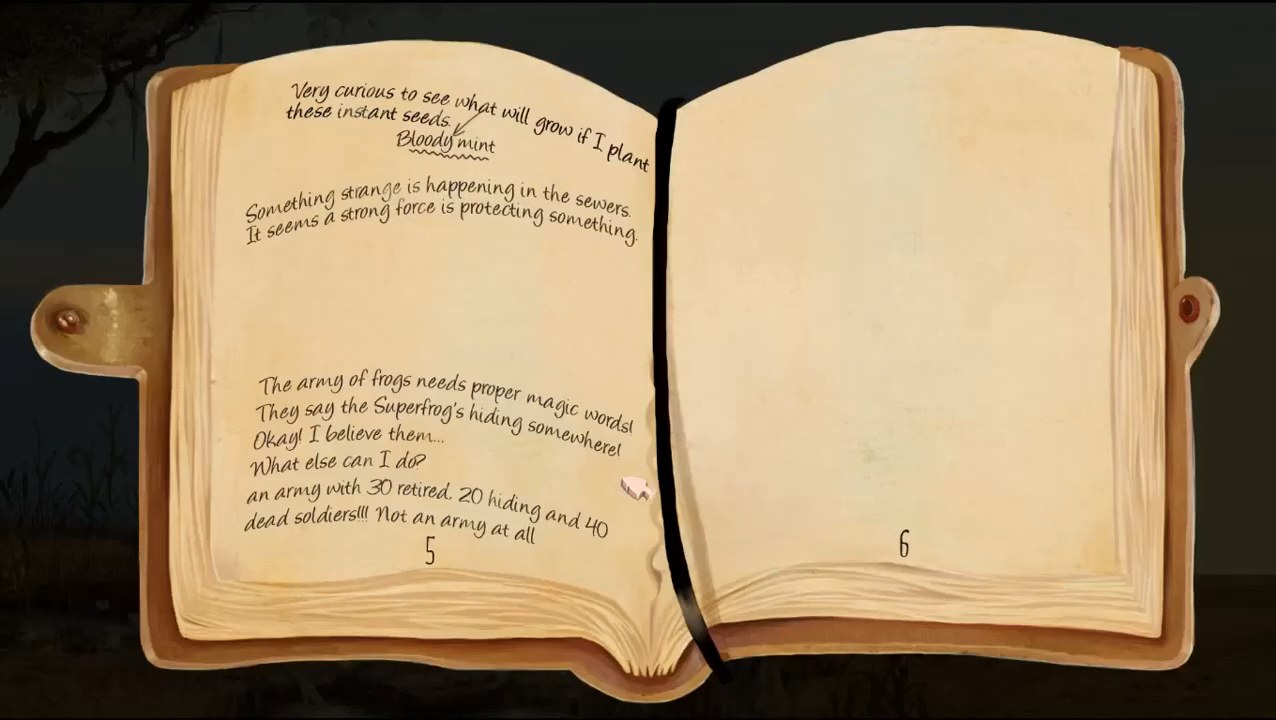 Very curious to see what will grow if I plant
these instant seeds.
Bloody mint
Something strange is happening in the sewers.
It seems a strong force is protecting something.
The army of frogs needs proper magic words!
They say the Superfrog's hiding somewhere!
Okay! I believe them...
What else can I do?
an army with 30 retired, 20 hiding and 40
dead soldiers!!! Not an army at all
5
6